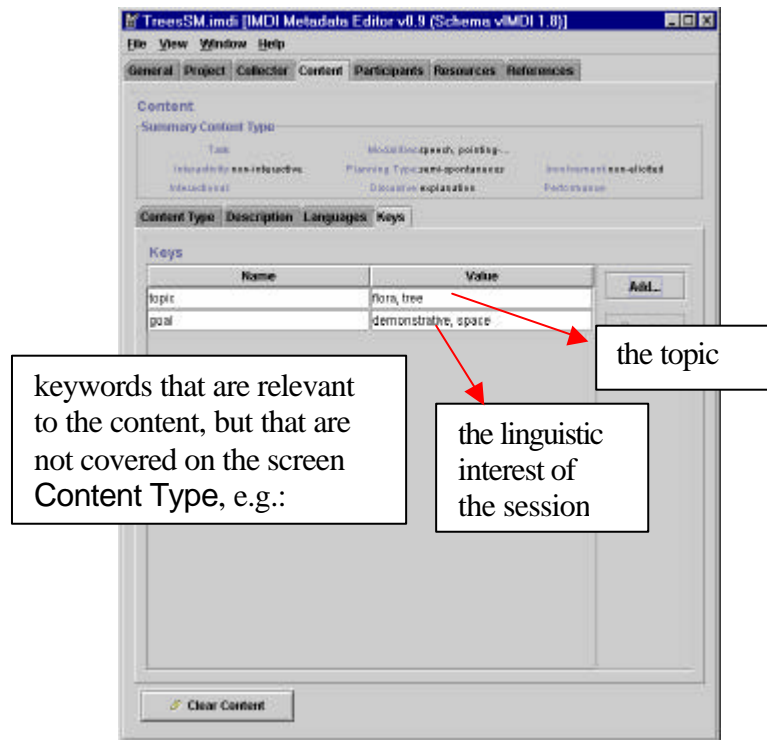 TreesSM.imdi [IMDI Metadata Editor v0.9 (Schema vIMDI 1.8)]
File View Window Help
General Project Collector Content Participants Resources References
Content
Summary Content Type
Task Modalities speech, pointing-...
Interactivity non-interactive Planning Type semi-spontaneous Involvement non-elicited
Interactional Discursive explanation Performance
Content Type Description Languages Keys
Keys
Name Value
Add...
topic flora, tree
goal demonstrative, space
the topic
keywords that are relevant
to the content, but that are
not covered on the screen
Content Type, e.g.:
the linguistic
interest of
the session
Clear Content